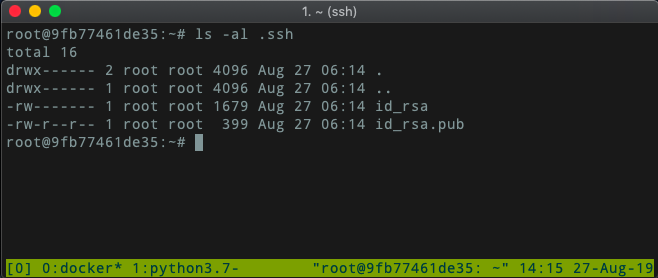 1. ~ (ssh)
root@9fb77461de35:~# ls -al .ssh
total 16
drwx------ 2 root root 4096 Aug 27 06:14 .
drwx------ 1 root root 4096 Aug 27 06:14 ..
-rw------- 1 root root 1679 Aug 27 06:14 id_rsa
-rw-r--r-- 1 root root  399 Aug 27 06:14 id_rsa.pub
root@9fb77461de35:~#
[0] 0:docker* 1:python3.7- "root@9fb77461de35: ~" 14:15 27-Aug-19